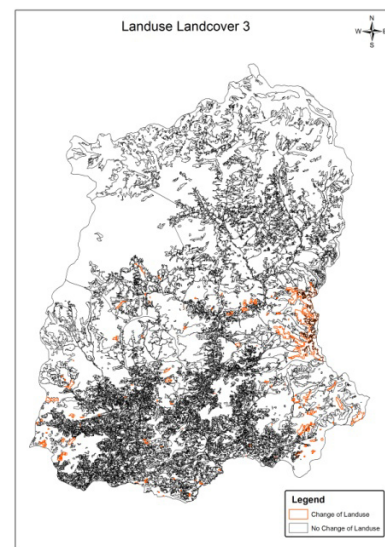 Landuse Landcover 3
N
W E
S
Legend
Change of Landuse
No Change of Landuse